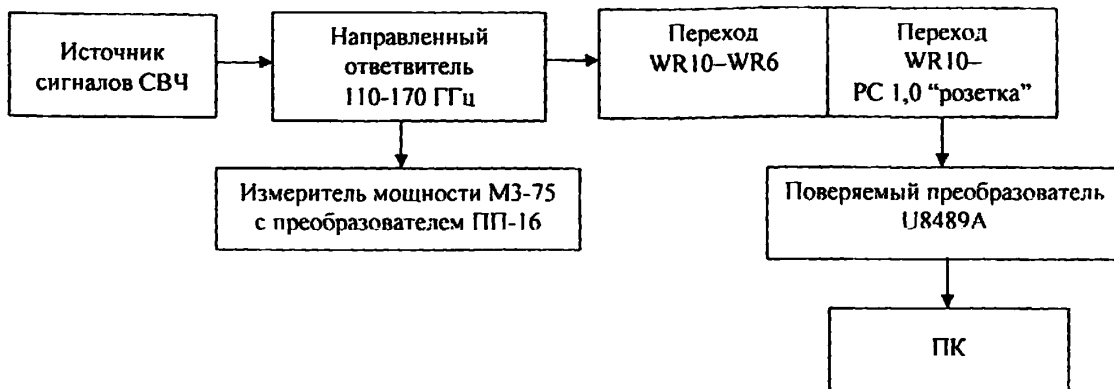 Источник
сигналов СВЧ
Направленный
ответвитель
110-170 ГГц
Переход
WR10–WR6
Переход
WR10–
РС 1,0 “розетка”
Измеритель мощности М3-75
с преобразователем ПП-16
Поверяемый преобразователь
U8489A
ПК